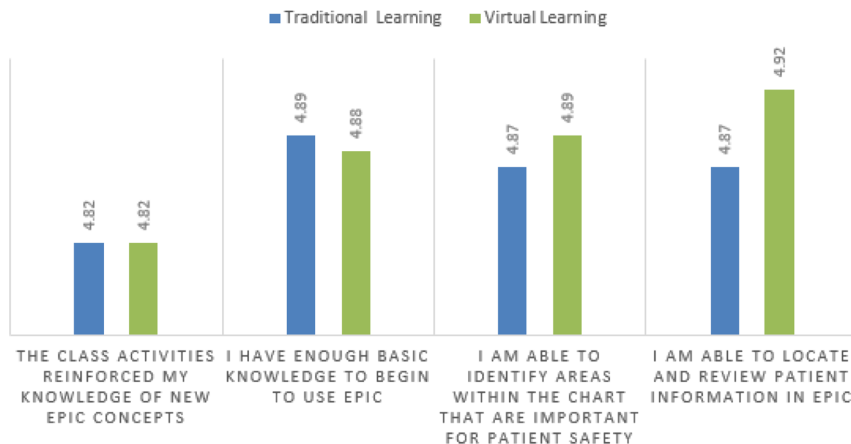 Traditional Learning Virtual Learning
4.82 4.82 4.89 4.88 4.87 4.89 4.87 4.92
THE CLASS ACTIVITIES
REINFORCED MY
KNOWLEDGE OF NEW
EPIC CONCEPTS
I HAVE ENOUGH BASIC
KNOWLEDGE TO BEGIN
TO USE EPIC
I AM ABLE TO
IDENTIFY AREAS
WITHIN THE CHART
THAT ARE IMPORTANT
FOR PATIENT SAFETY
I AM ABLE TO LOCATE
AND REVIEW PATIENT
INFORMATION IN EPIC